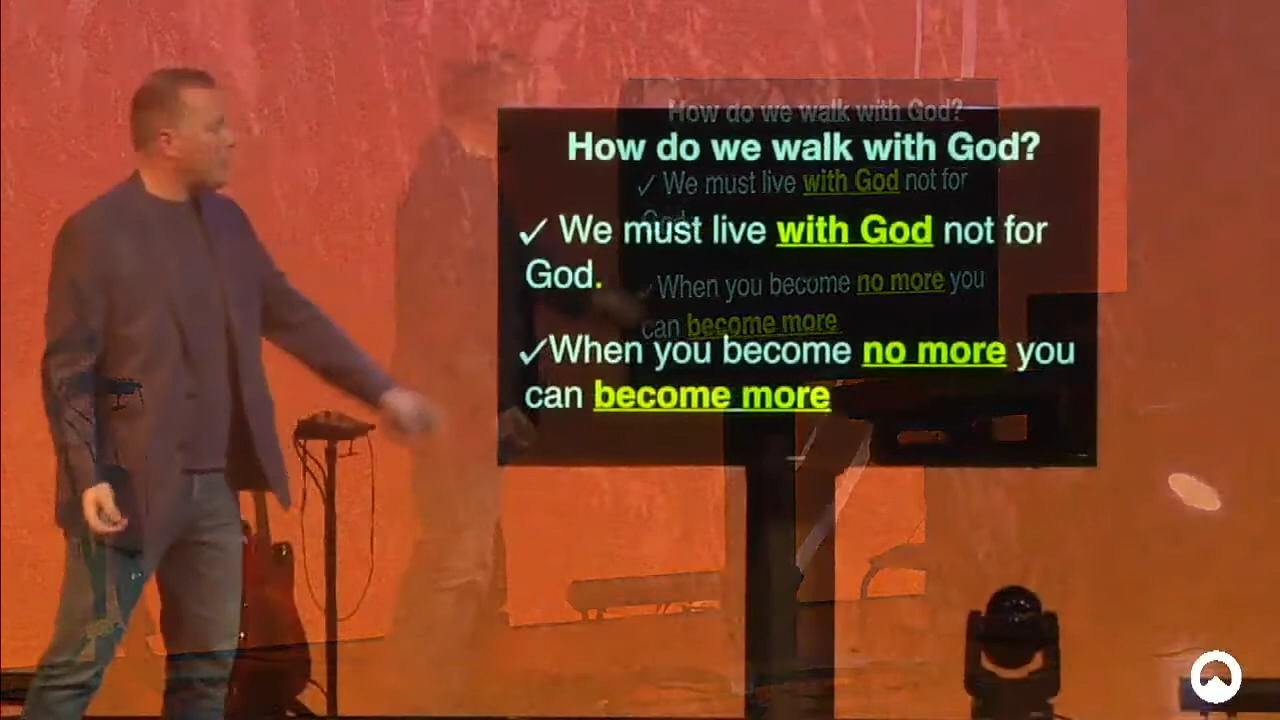 How do we walk with God?
How do we walk with God?
✓ We must live with God not for
✓ We must live with God not for
God.
God.
✓When you become no more you
can become more
✓When you become no more you
can become more